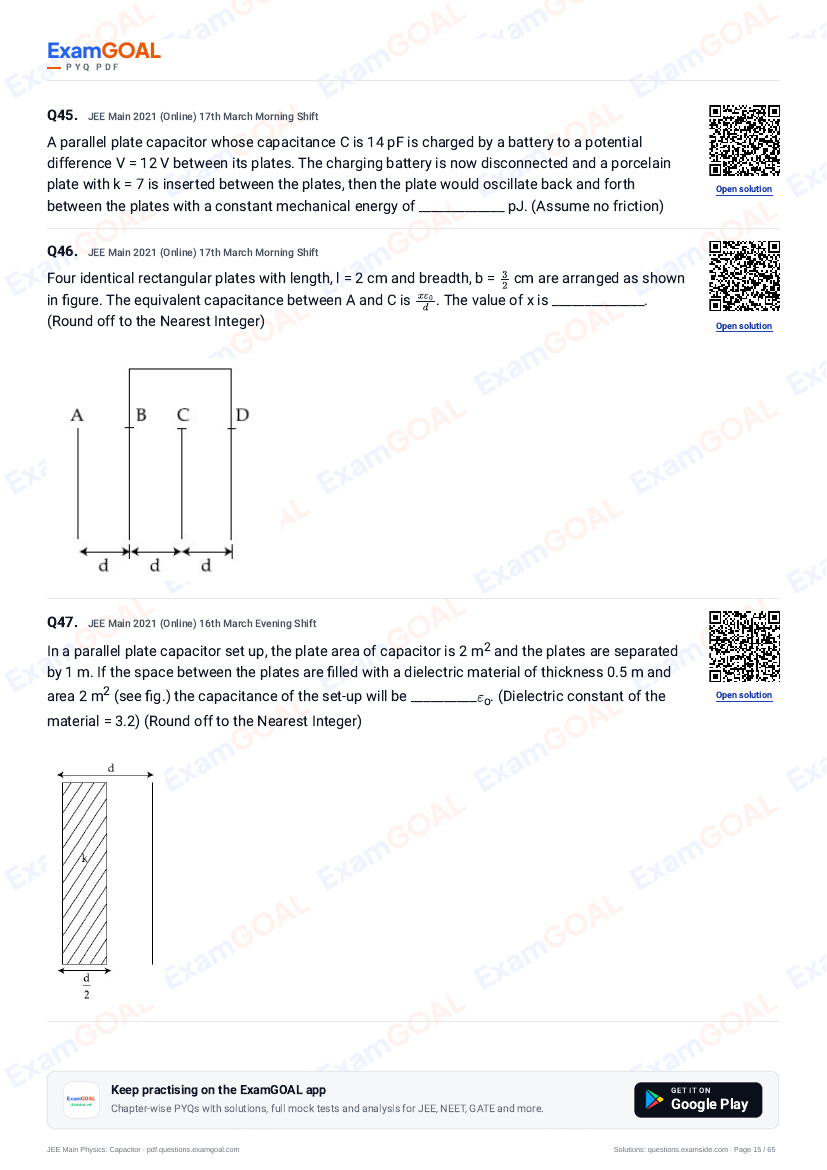 ExamGOAL
PYQ PDF
Q45. JEE Main 2021 (Online) 17th March Morning Shift
A parallel plate capacitor whose capacitance C is 14 pF is charged by a battery to a potential
difference V = 12 V between its plates. The charging battery is now disconnected and a porcelain
plate with k = 7 is inserted between the plates, then the plate would oscillate back and forth
between the plates with a constant mechanical energy of ____________ pJ. (Assume no friction)
Open solution
Q46. JEE Main 2021 (Online) 17th March Morning Shift
Four identical rectangular plates with length, l = 2 cm and breadth, b = 3/2 cm are arranged as shown
in figure. The equivalent capacitance between A and C is xε₀/d. The value of x is _____________.
(Round off to the Nearest Integer)
Open solution
A B C D
d d d
Q47. JEE Main 2021 (Online) 16th March Evening Shift
In a parallel plate capacitor set up, the plate area of capacitor is 2 m² and the plates are separated
by 1 m. If the space between the plates are filled with a dielectric material of thickness 0.5 m and
area 2 m² (see fig.) the capacitance of the set-up will be _________ε₀. (Dielectric constant of the
material = 3.2) (Round off to the Nearest Integer)
Open solution
d
k
d/2
ExamGOAL
Keep practising on the ExamGOAL app
Chapter-wise PYQs with solutions, full mock tests and analysis for JEE, NEET, GATE and more.
GET IT ON
Google Play
JEE Main Physics: Capacitor · pdf.questions.examgoal.com
Solutions: questions.examside.com · Page 15 / 65